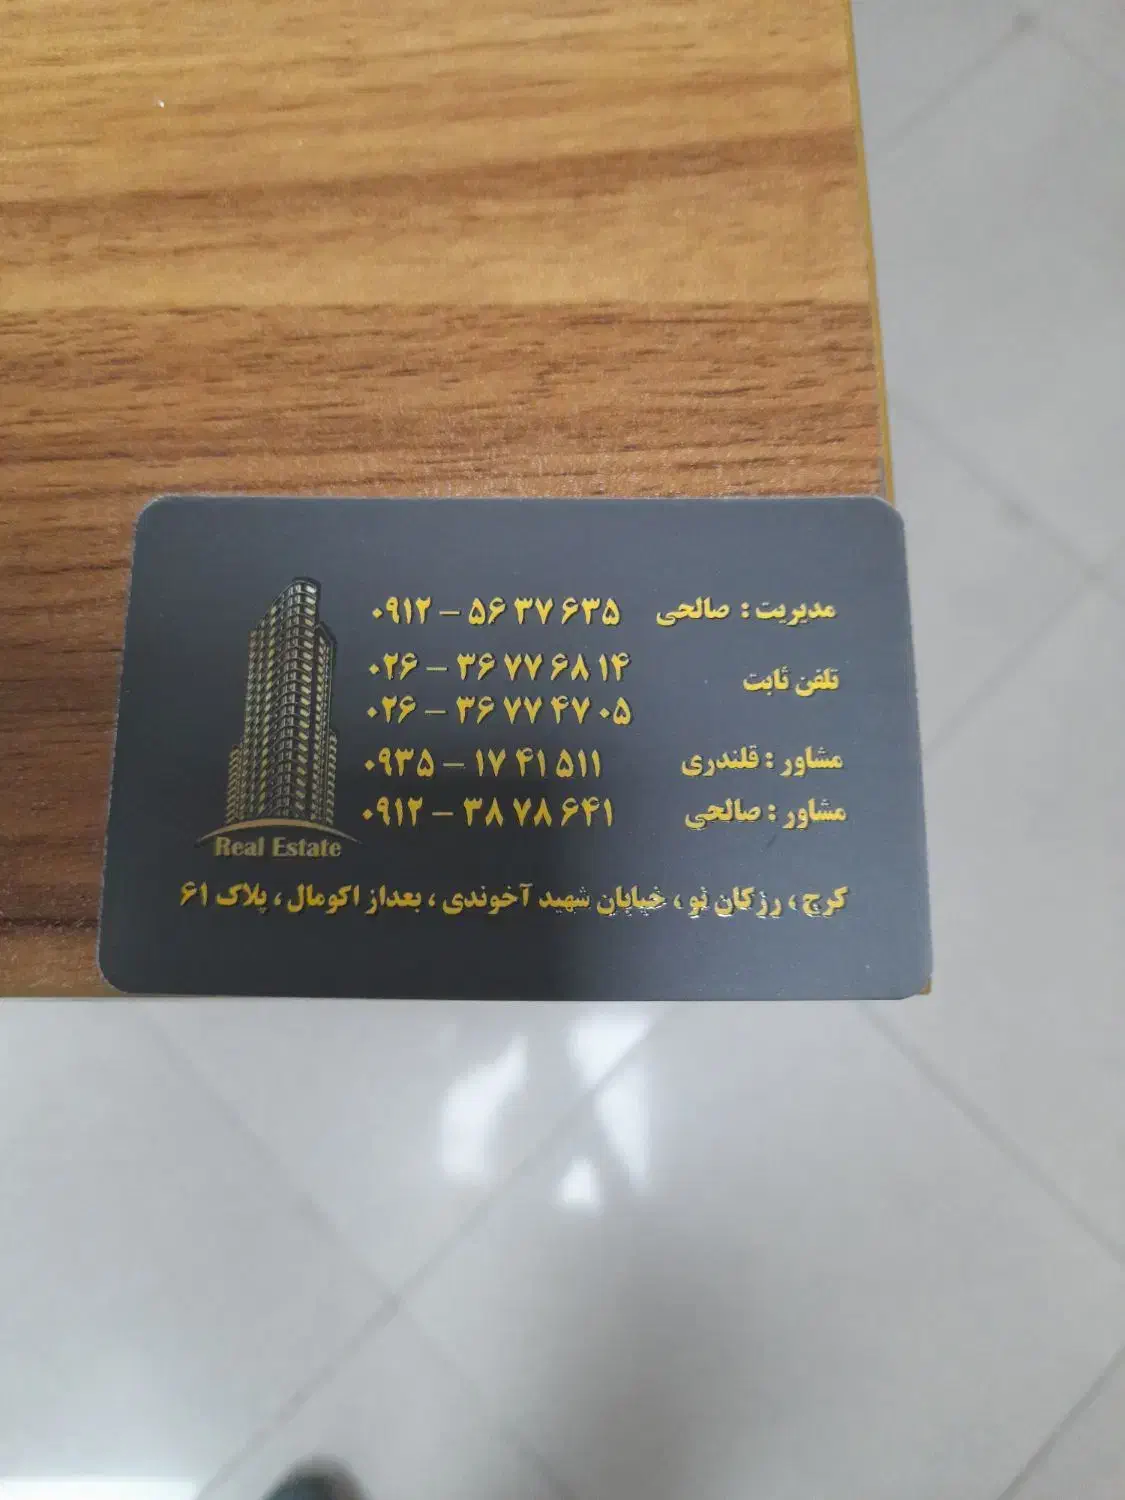 مدیریت : صالحی ۰۹۱۲ – ۵۶ ۳۷ ۶۳۵
تلفن ثابت
۰۲۶ – ۳۶ ۷۷ ۶۸ ۱۴
۰۲۶ – ۳۶ ۷۷ ۴۷ ۰۵
مشاور : قلندری ۰۹۳۵ – ۱۷ ۴۱ ۵۱۱
مشاور : صالحی ۰۹۱۲ – ۳۸ ۷۸ ۶۴۱
Real Estate
کرج ، رزکان نو ، خیابان شهید آخوندی ، بعداز اکومال ، پلاک ۶۱